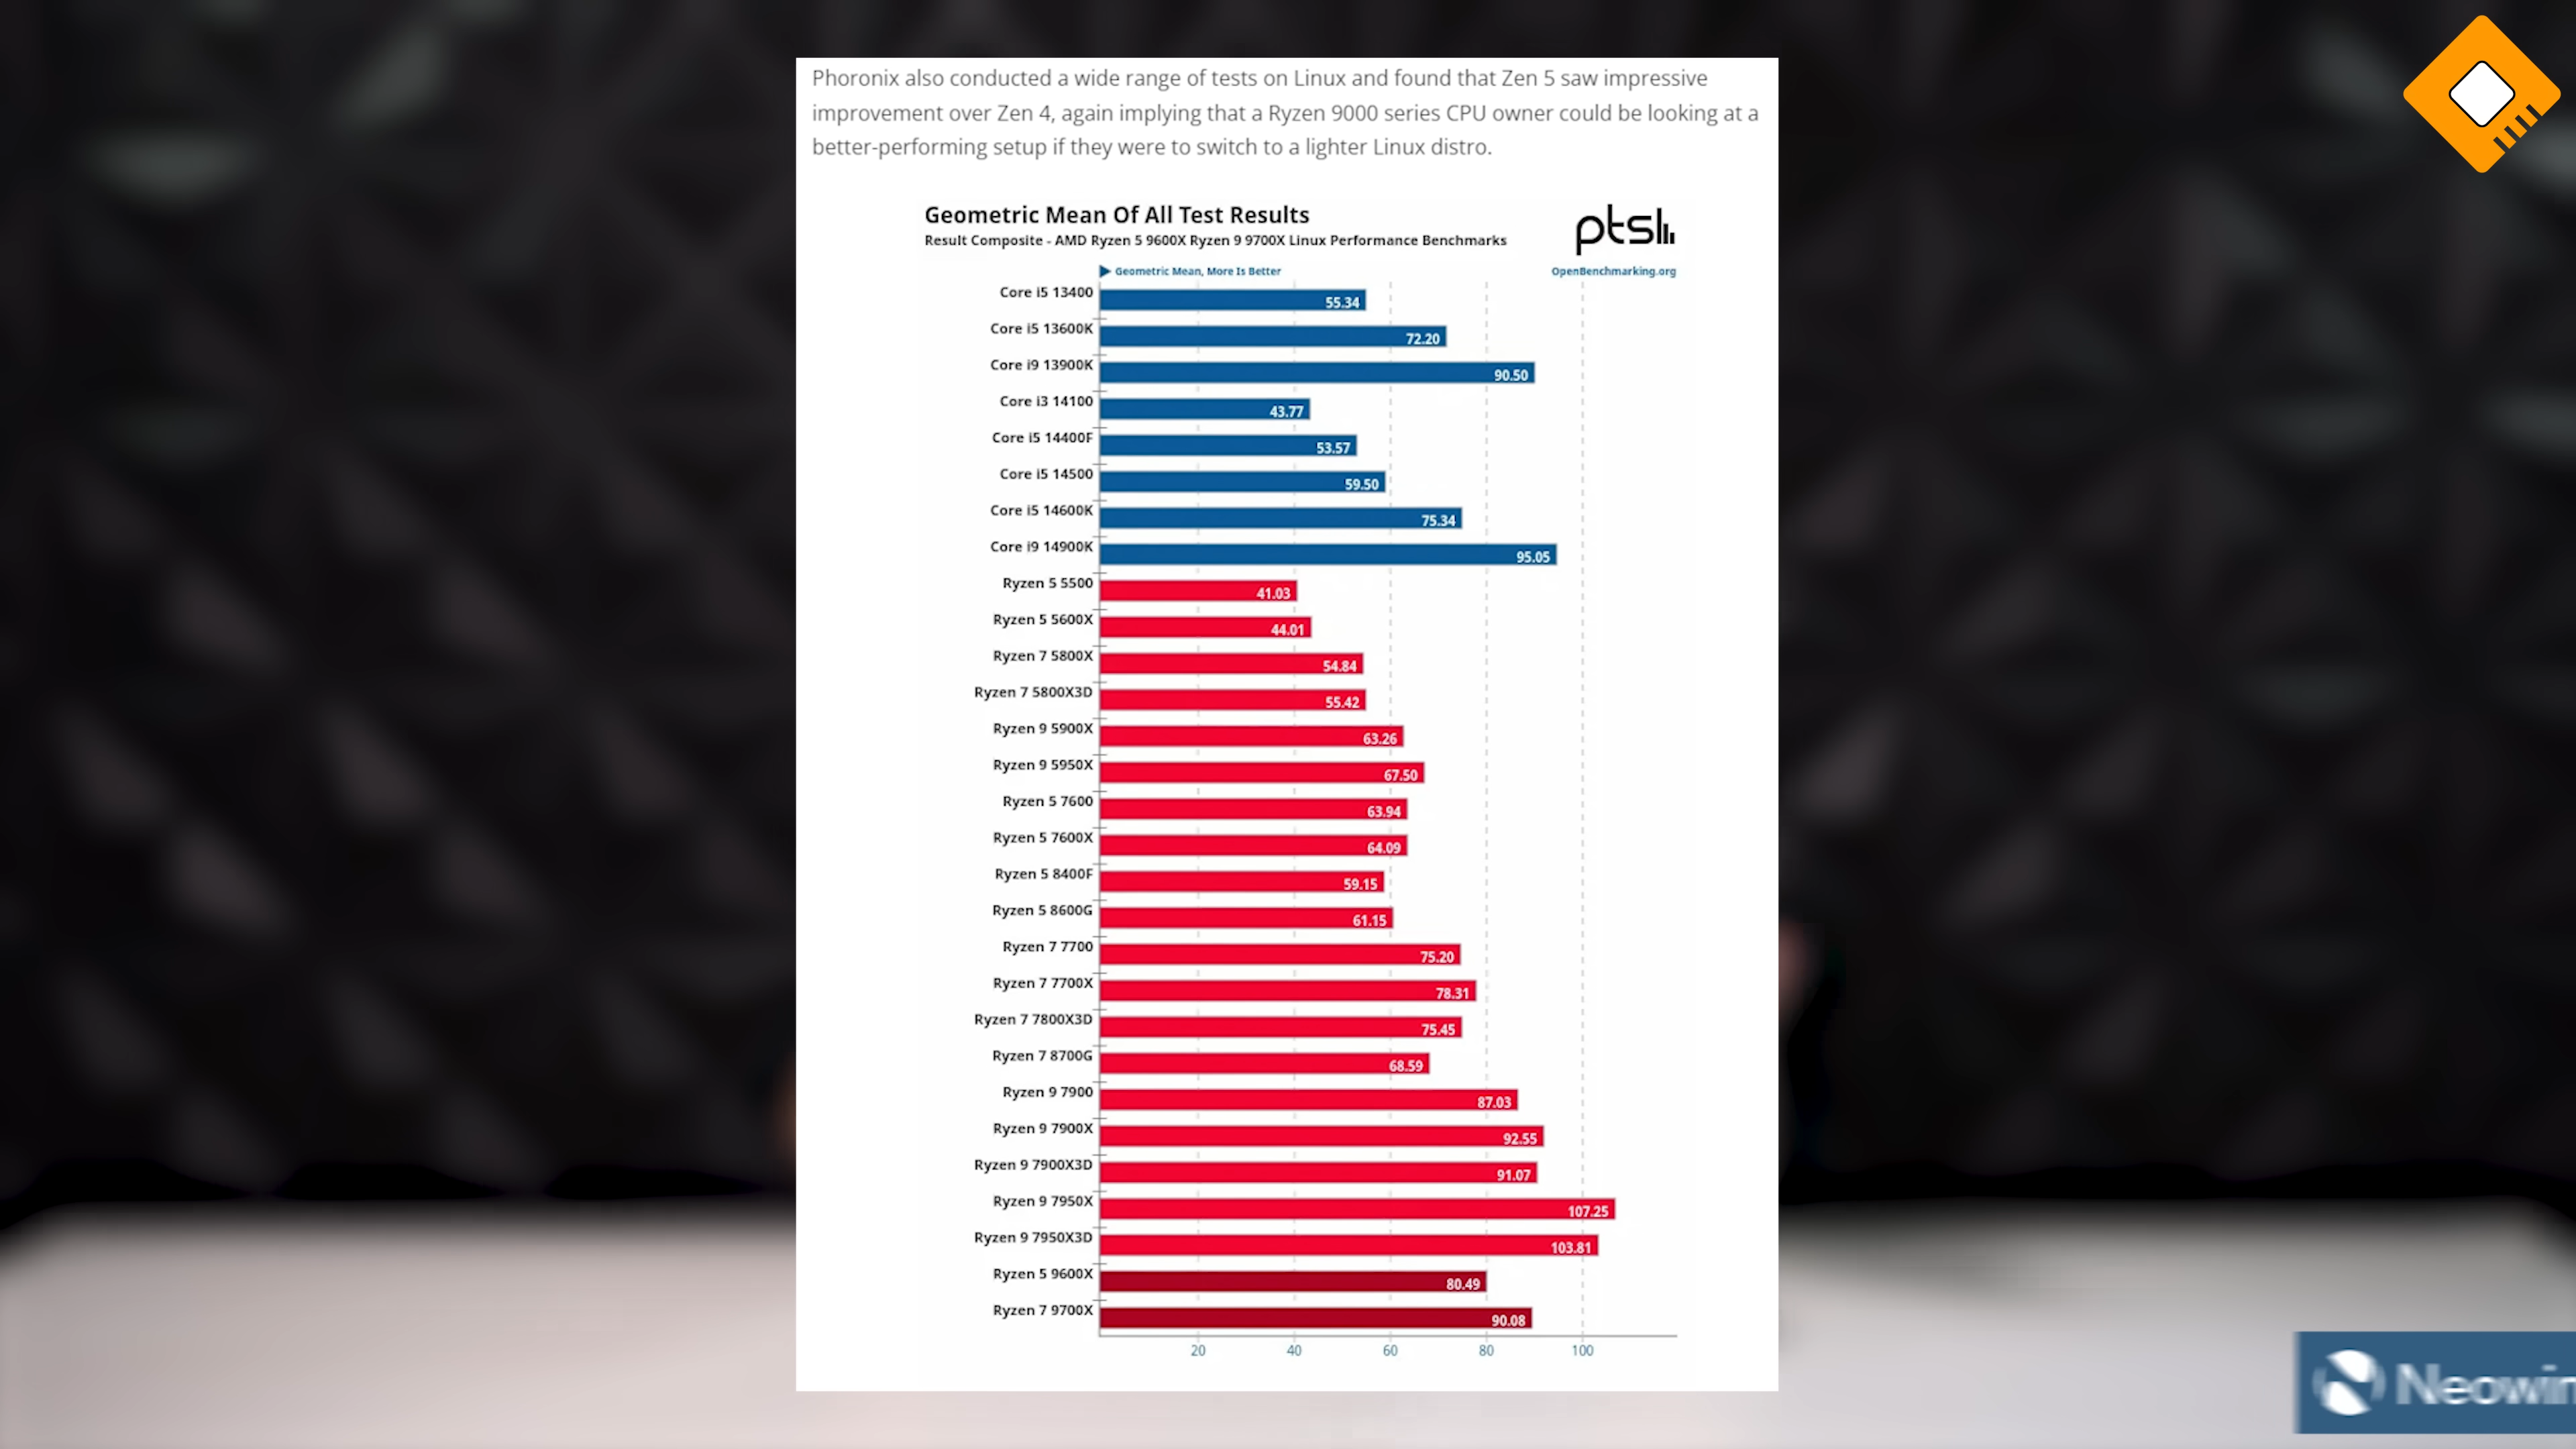 Phoronix also conducted a wide range of tests on Linux and found that Zen 5 saw impressive
improvement over Zen 4, again implying that a Ryzen 9000 series CPU owner could be looking at a
better-performing setup if they were to switch to a lighter Linux distro.
Geometric Mean Of All Test Results
ptsl
Result Composite - AMD Ryzen 5 9600X Ryzen 9 9700X Linux Performance Benchmarks
Geometric Mean, More Is Better
OpenBenchmarking.org
Core i5 13400 55.34
Core i5 13600K 72.20
Core i9 13900K 90.50
Core i3 14100 43.77
Core i5 14400F 53.57
Core i5 14500 59.50
Core i5 14600K 75.34
Core i9 14900K 95.05
Ryzen 5 5500 41.03
Ryzen 5 5600X 44.01
Ryzen 7 5800X 54.84
Ryzen 7 5800X3D 55.42
Ryzen 9 5900X 63.26
Ryzen 9 5950X 67.50
Ryzen 5 7600 63.94
Ryzen 5 7600X 64.09
Ryzen 5 8400F 59.15
Ryzen 5 8600G 61.15
Ryzen 7 7700 75.20
Ryzen 7 7700X 78.31
Ryzen 7 7800X3D 75.45
Ryzen 7 8700G 68.59
Ryzen 9 7900 87.03
Ryzen 9 7900X 92.55
Ryzen 9 7900X3D 91.07
Ryzen 9 7950X 107.25
Ryzen 9 7950X3D 103.81
Ryzen 5 9600X 80.49
Ryzen 7 9700X 90.08
20 40 60 80 100
Neowin